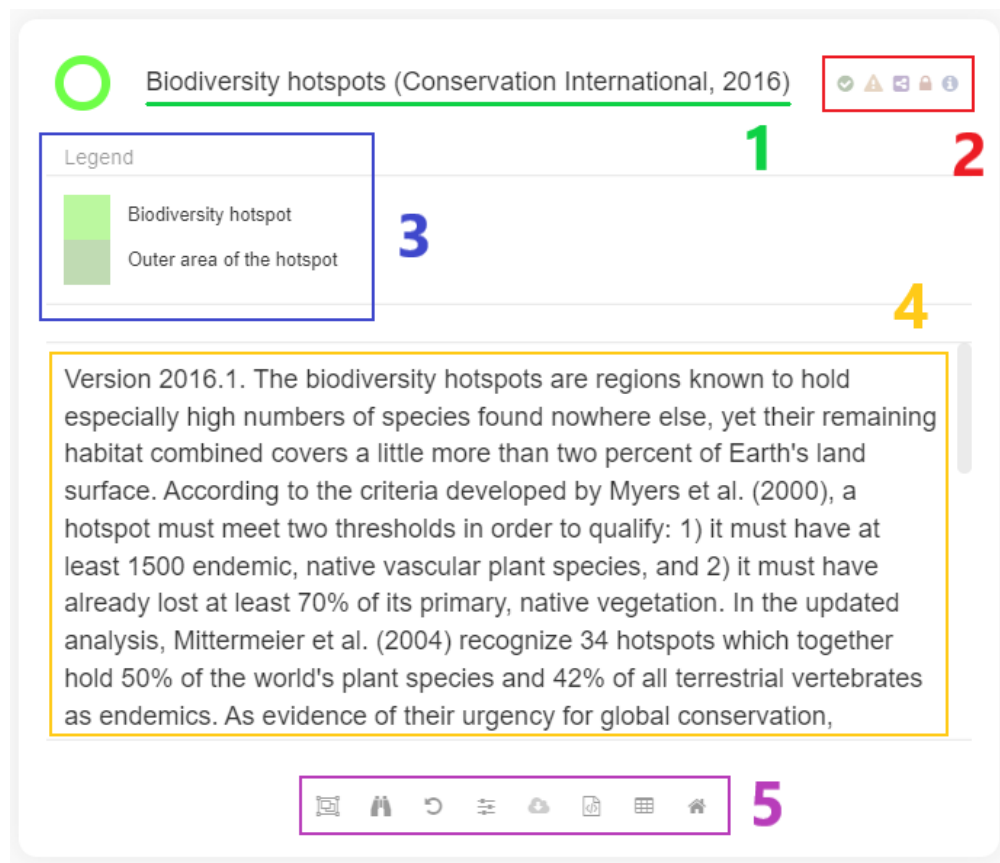 Biodiversity hotspots (Conservation International, 2016)
1
2
Legend
Biodiversity hotspot
Outer area of the hotspot
3
4
Version 2016.1. The biodiversity hotspots are regions known to hold
especially high numbers of species found nowhere else, yet their remaining
habitat combined covers a little more than two percent of Earth's land
surface. According to the criteria developed by Myers et al. (2000), a
hotspot must meet two thresholds in order to qualify: 1) it must have at
least 1500 endemic, native vascular plant species, and 2) it must have
already lost at least 70% of its primary, native vegetation. In the updated
analysis, Mittermeier et al. (2004) recognize 34 hotspots which together
hold 50% of the world's plant species and 42% of all terrestrial vertebrates
as endemics. As evidence of their urgency for global conservation,
5